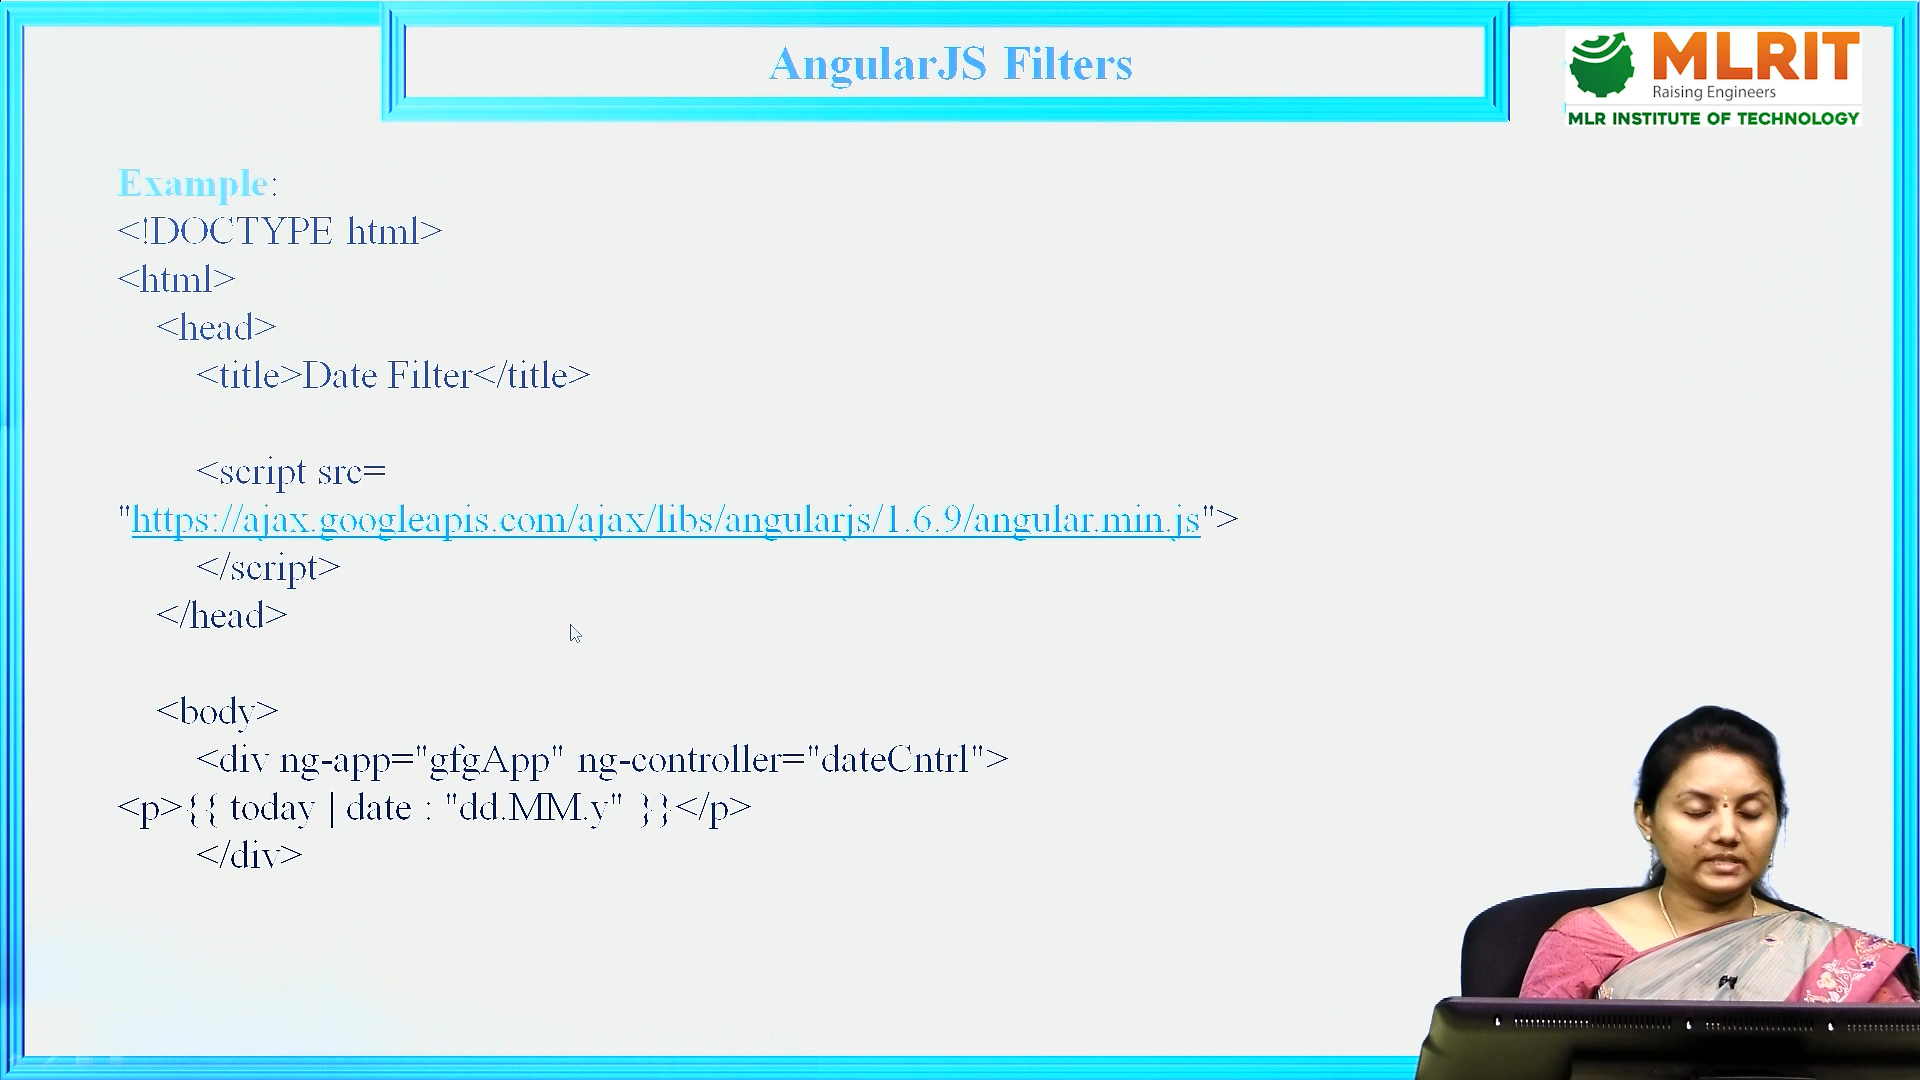 AngularJS Filters
MLRIT
Raising Engineers
MLR INSTITUTE OF TECHNOLOGY
Example:
<!DOCTYPE html>
<html>
<head>
<title>Date Filter</title>
<script src=
"https://ajax.googleapis.com/ajax/libs/angularjs/1.6.9/angular.min.js">
</script>
</head>
<body>
<div ng-app="gfgApp" ng-controller="dateCntrl">
<p>{{ today | date : "dd.MM.y" }}</p>
</div>